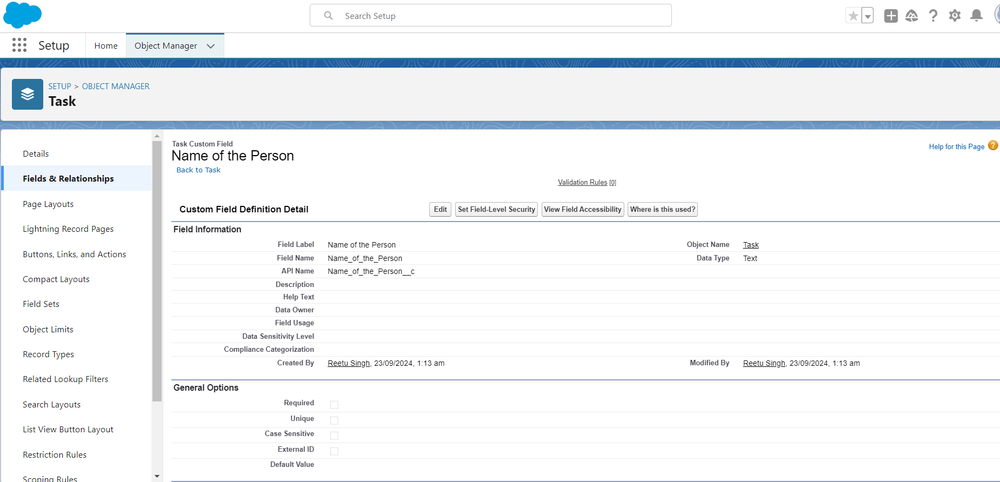 Search Setup
Setup
Home
Object Manager
SETUP > OBJECT MANAGER
Task
Details
Fields & Relationships
Page Layouts
Lightning Record Pages
Buttons, Links, and Actions
Compact Layouts
Field Sets
Object Limits
Record Types
Related Lookup Filters
Search Layouts
List View Button Layout
Restriction Rules
Scoping Rules
Task Custom Field
Name of the Person
Back to Task
Help for this Page
Validation Rules [0]
Custom Field Definition Detail
Edit
Set Field-Level Security
View Field Accessibility
Where is this used?
Field Information
Field Label Name of the Person Object Name Task
Field Name Name_of_the_Person Data Type Text
API Name Name_of_the_Person__c
Description
Help Text
Data Owner
Field Usage
Data Sensitivity Level
Compliance Categorization
Created By Reetu Singh, 23/09/2024, 1:13 am Modified By Reetu Singh, 23/09/2024, 1:13 am
General Options
Required
Unique
Case Sensitive
External ID
Default Value